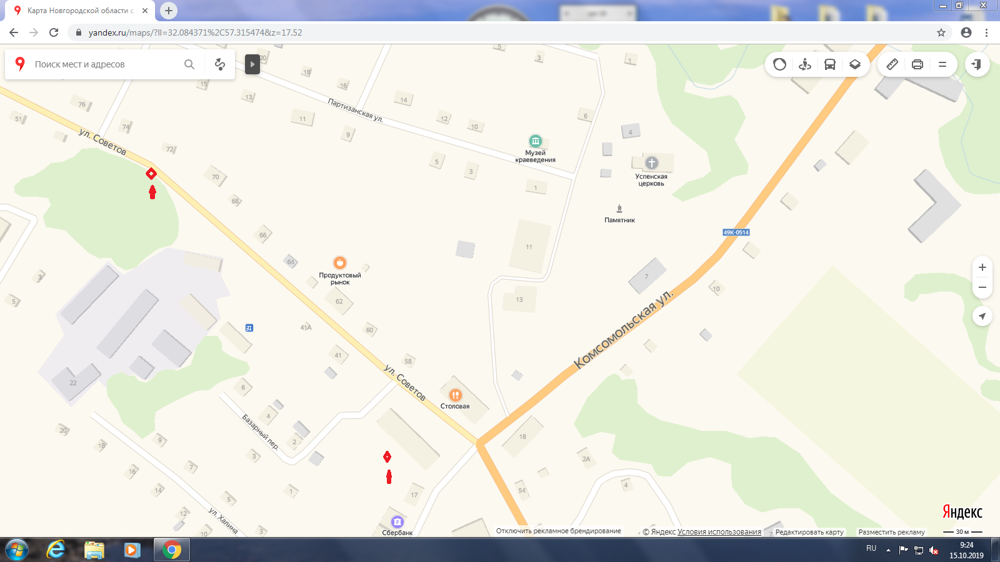 Карта Новгородской области с
yandex.ru/maps/?ll=32.084371%2C57.315474&z=17.52
Поиск мест и адресов
20
5
3
1
18
15
16
13
14
Партизанская ул.
76
51
74
11
12
10
6
9
4
ул. Советов
72
Музей
краеведения
5
3
70
1
Успенская
церковь
68
Памятник
66
49К-0514
11
64
Продуктовый
рынок
3
5
7
10
62
13
41А
60
Комсомольская ул.
41
58
22
6
ул. Советов
Столовая
4
Базарный пер.
20
18
9
2
18
3
2А
7
16
14
1
17
54
4
5
12
ул. Халина
10
3
Сбербанк
Яндекс
Отключить рекламное брендирование
© Яндекс Условия использования
Редактировать карту
Разместить рекламу
30 м
RU
9:24
15.10.2019